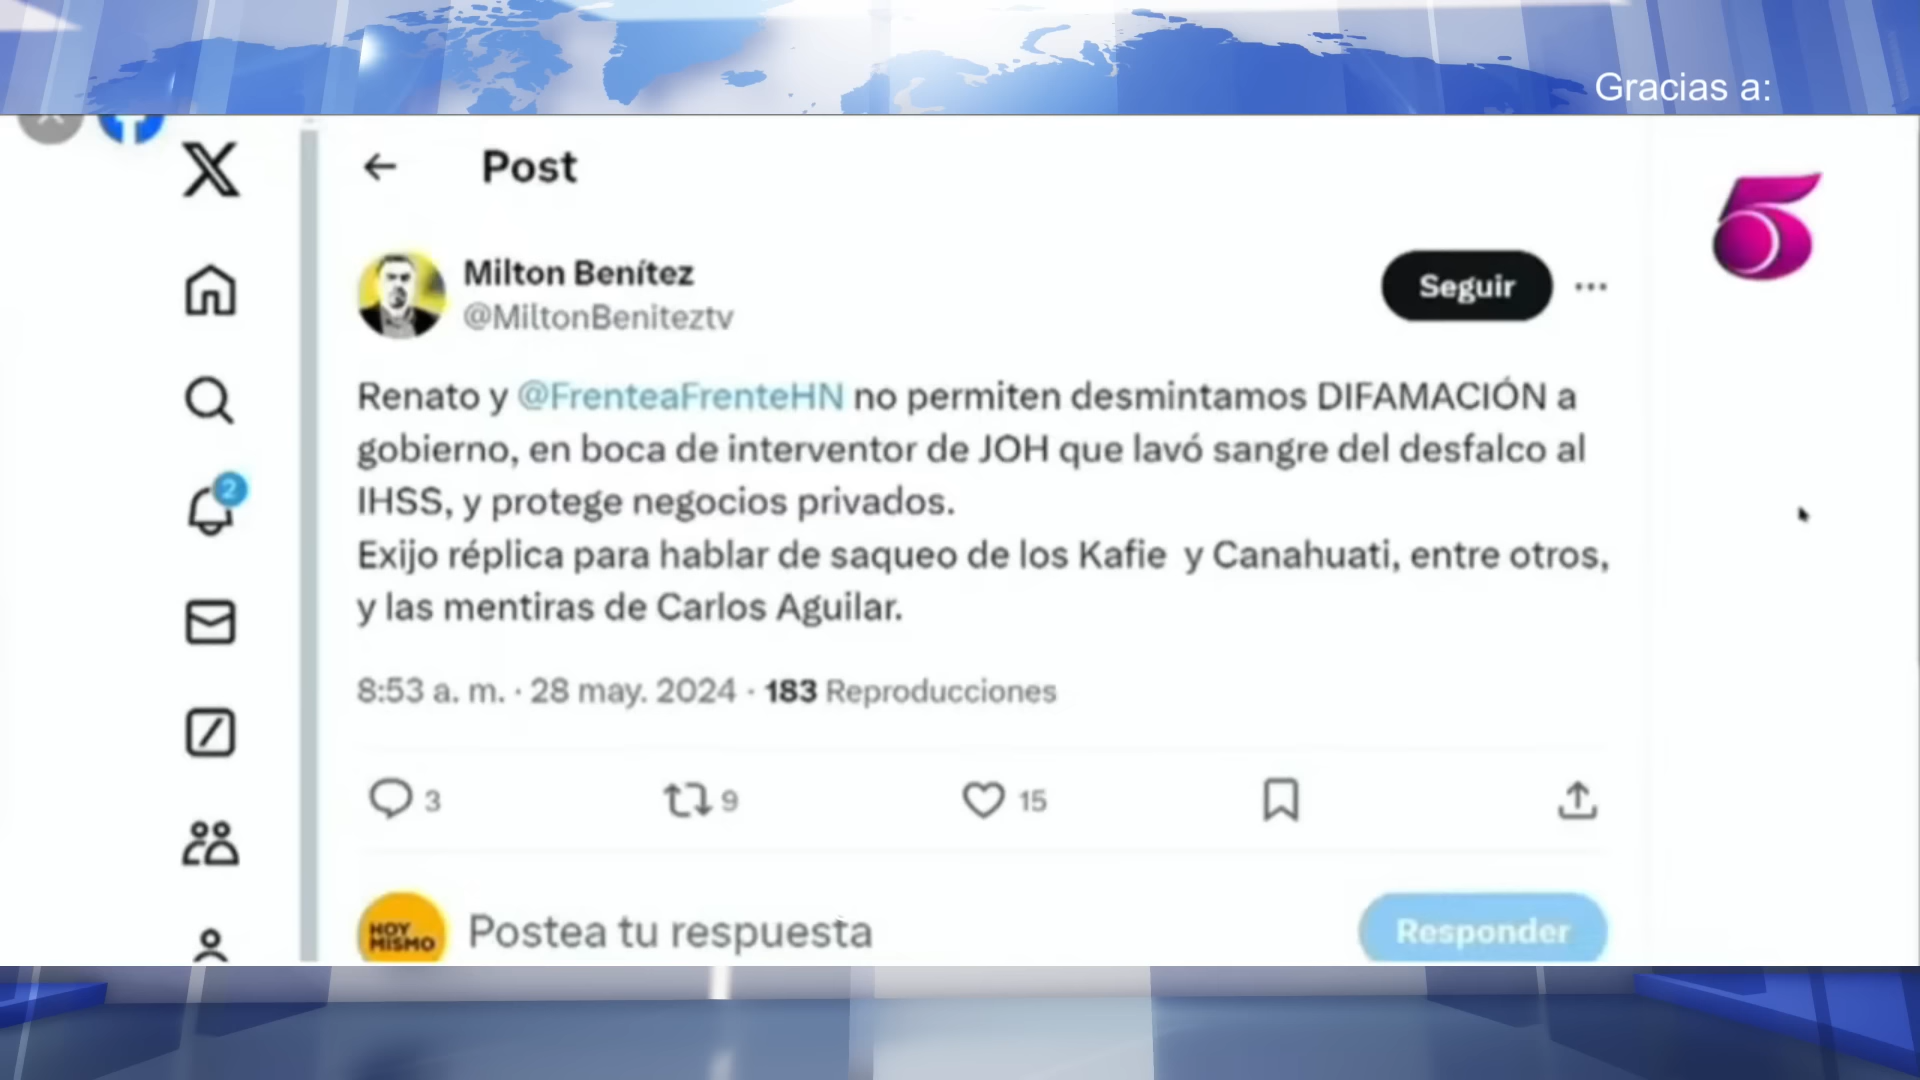 Gracias a:
Post
5
Milton Benítez
@MiltonBeniteztv
Seguir
Renato y @FrenteaFrenteHN no permiten desmintamos DIFAMACIÓN a
gobierno, en boca de interventor de JOH que lavó sangre del desfalco al
IHSS, y protege negocios privados.
Exijo réplica para hablar de saqueo de los Kafie y Canahuati, entre otros,
y las mentiras de Carlos Aguilar.
8:53 a. m. · 28 may. 2024 · 183 Reproducciones
2
3
9
15
HOY
MISMO
Postea tu respuesta
Responder